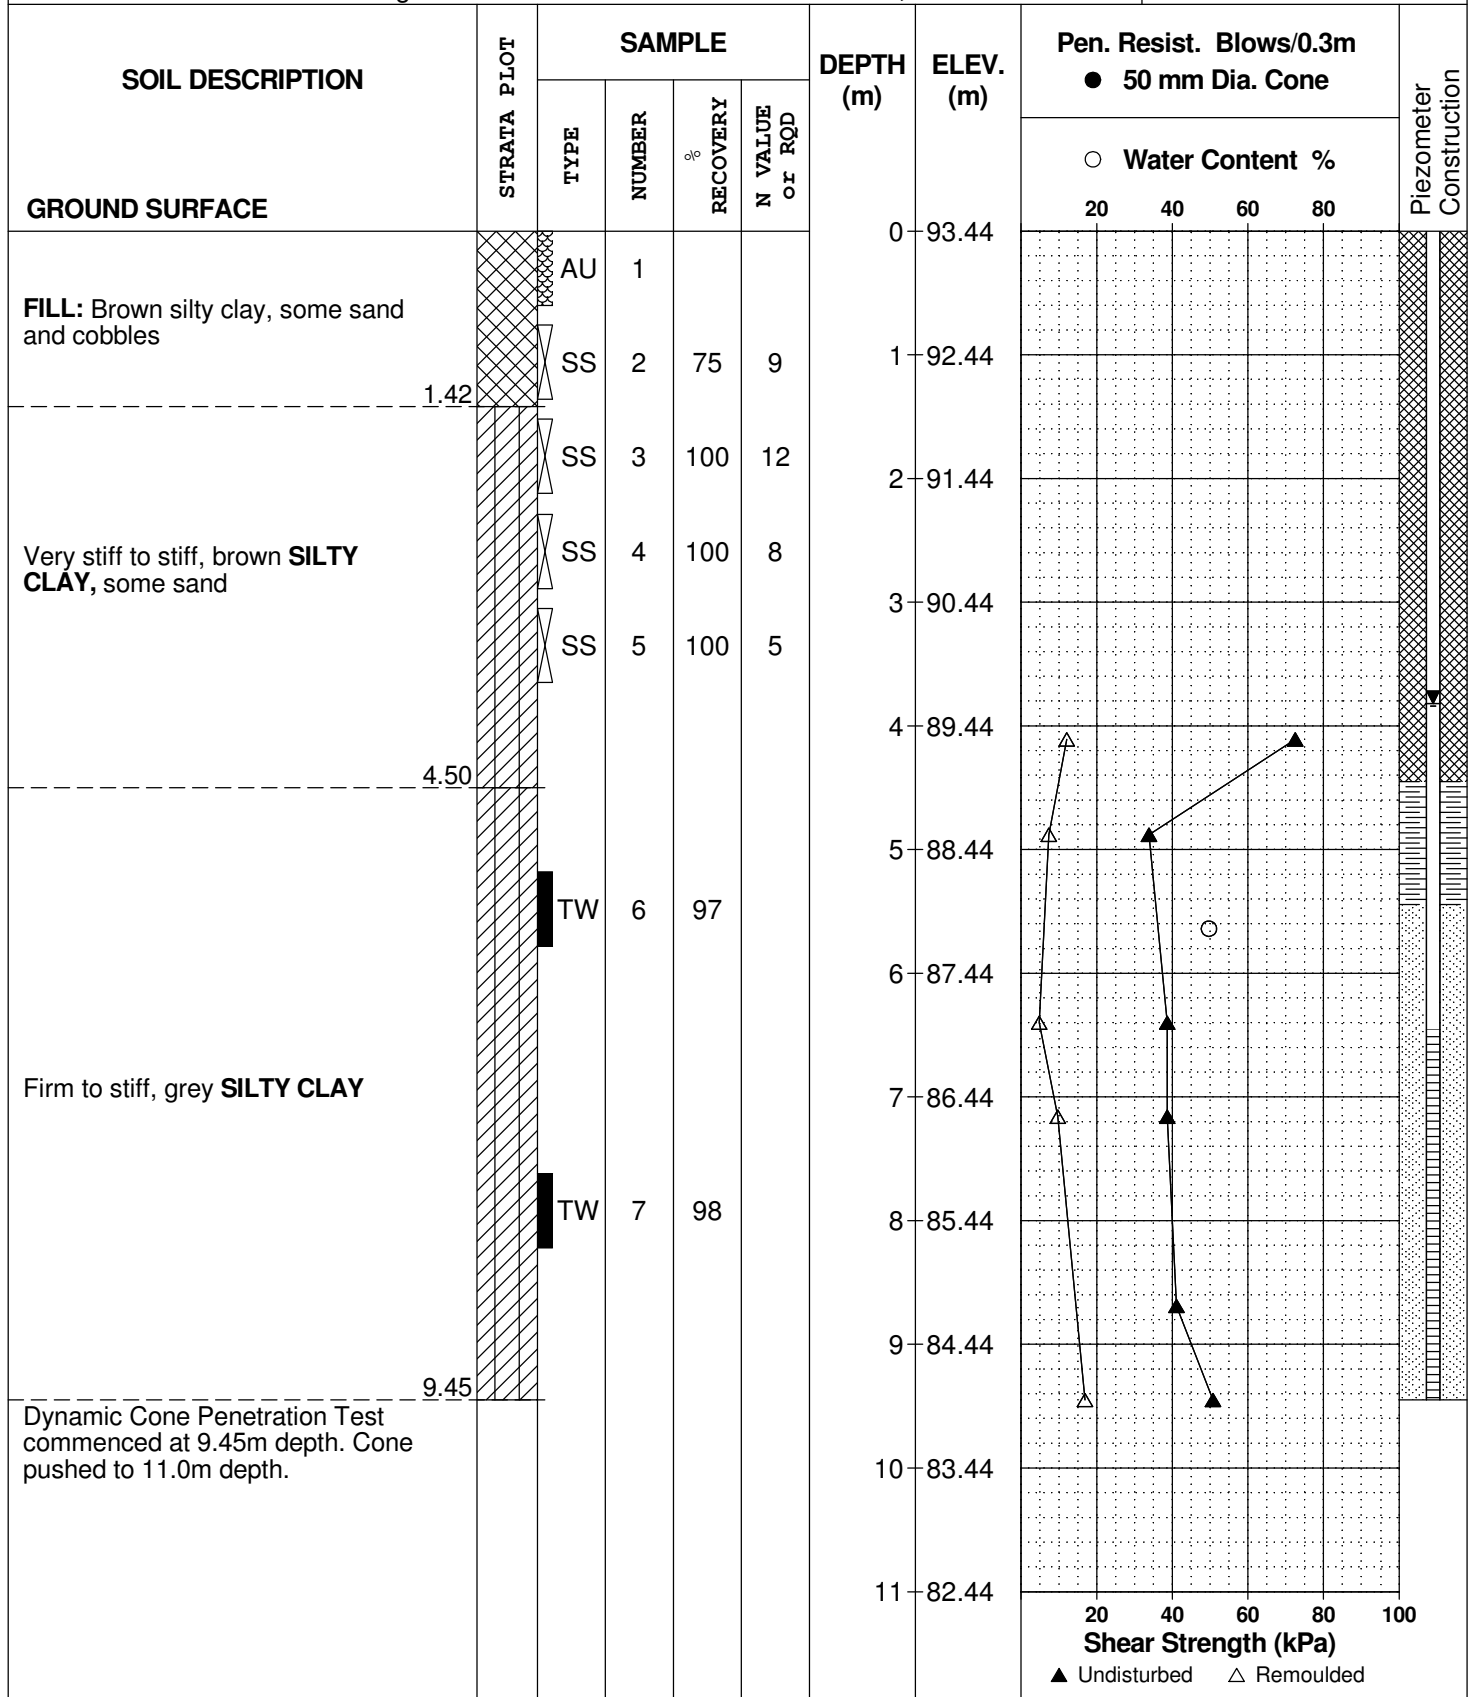 SOIL DESCRIPTION
GROUND SURFACE
STRATA PLOT
SAMPLE
TYPE
NUMBER
%
RECOVERY
N VALUE
or RQD
DEPTH
(m)
ELEV.
(m)
Pen. Resist. Blows/0.3m
● 50 mm Dia. Cone
○ Water Content %
20 40 60 80
Piezometer
Construction
0 93.44
AU 1
FILL: Brown silty clay, some sand
and cobbles
SS 2 75 9
1 92.44
1.42
SS 3 100 12
2 91.44
Very stiff to stiff, brown SILTY
CLAY, some sand
SS 4 100 8
3 90.44
SS 5 100 5
4 89.44
4.50
5 88.44
TW 6 97
6 87.44
Firm to stiff, grey SILTY CLAY
7 86.44
TW 7 98
8 85.44
9 84.44
9.45
Dynamic Cone Penetration Test
commenced at 9.45m depth. Cone
pushed to 11.0m depth.
10 83.44
11 82.44
20 40 60 80 100
Shear Strength (kPa)
▲ Undisturbed △ Remoulded